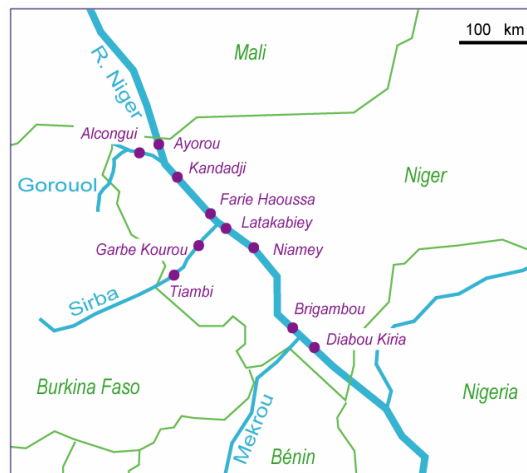 100 km
Mali
R. Niger
Alcongui
Ayorou
Kandadji
Gorouol
Niger
Farie Haoussa
Latakabiey
Garbe Kourou
Niamey
Tiambi
Sirba
Brigambou
Diabou Kiria
Burkina Faso
Nigeria
Mekrou
Bénin